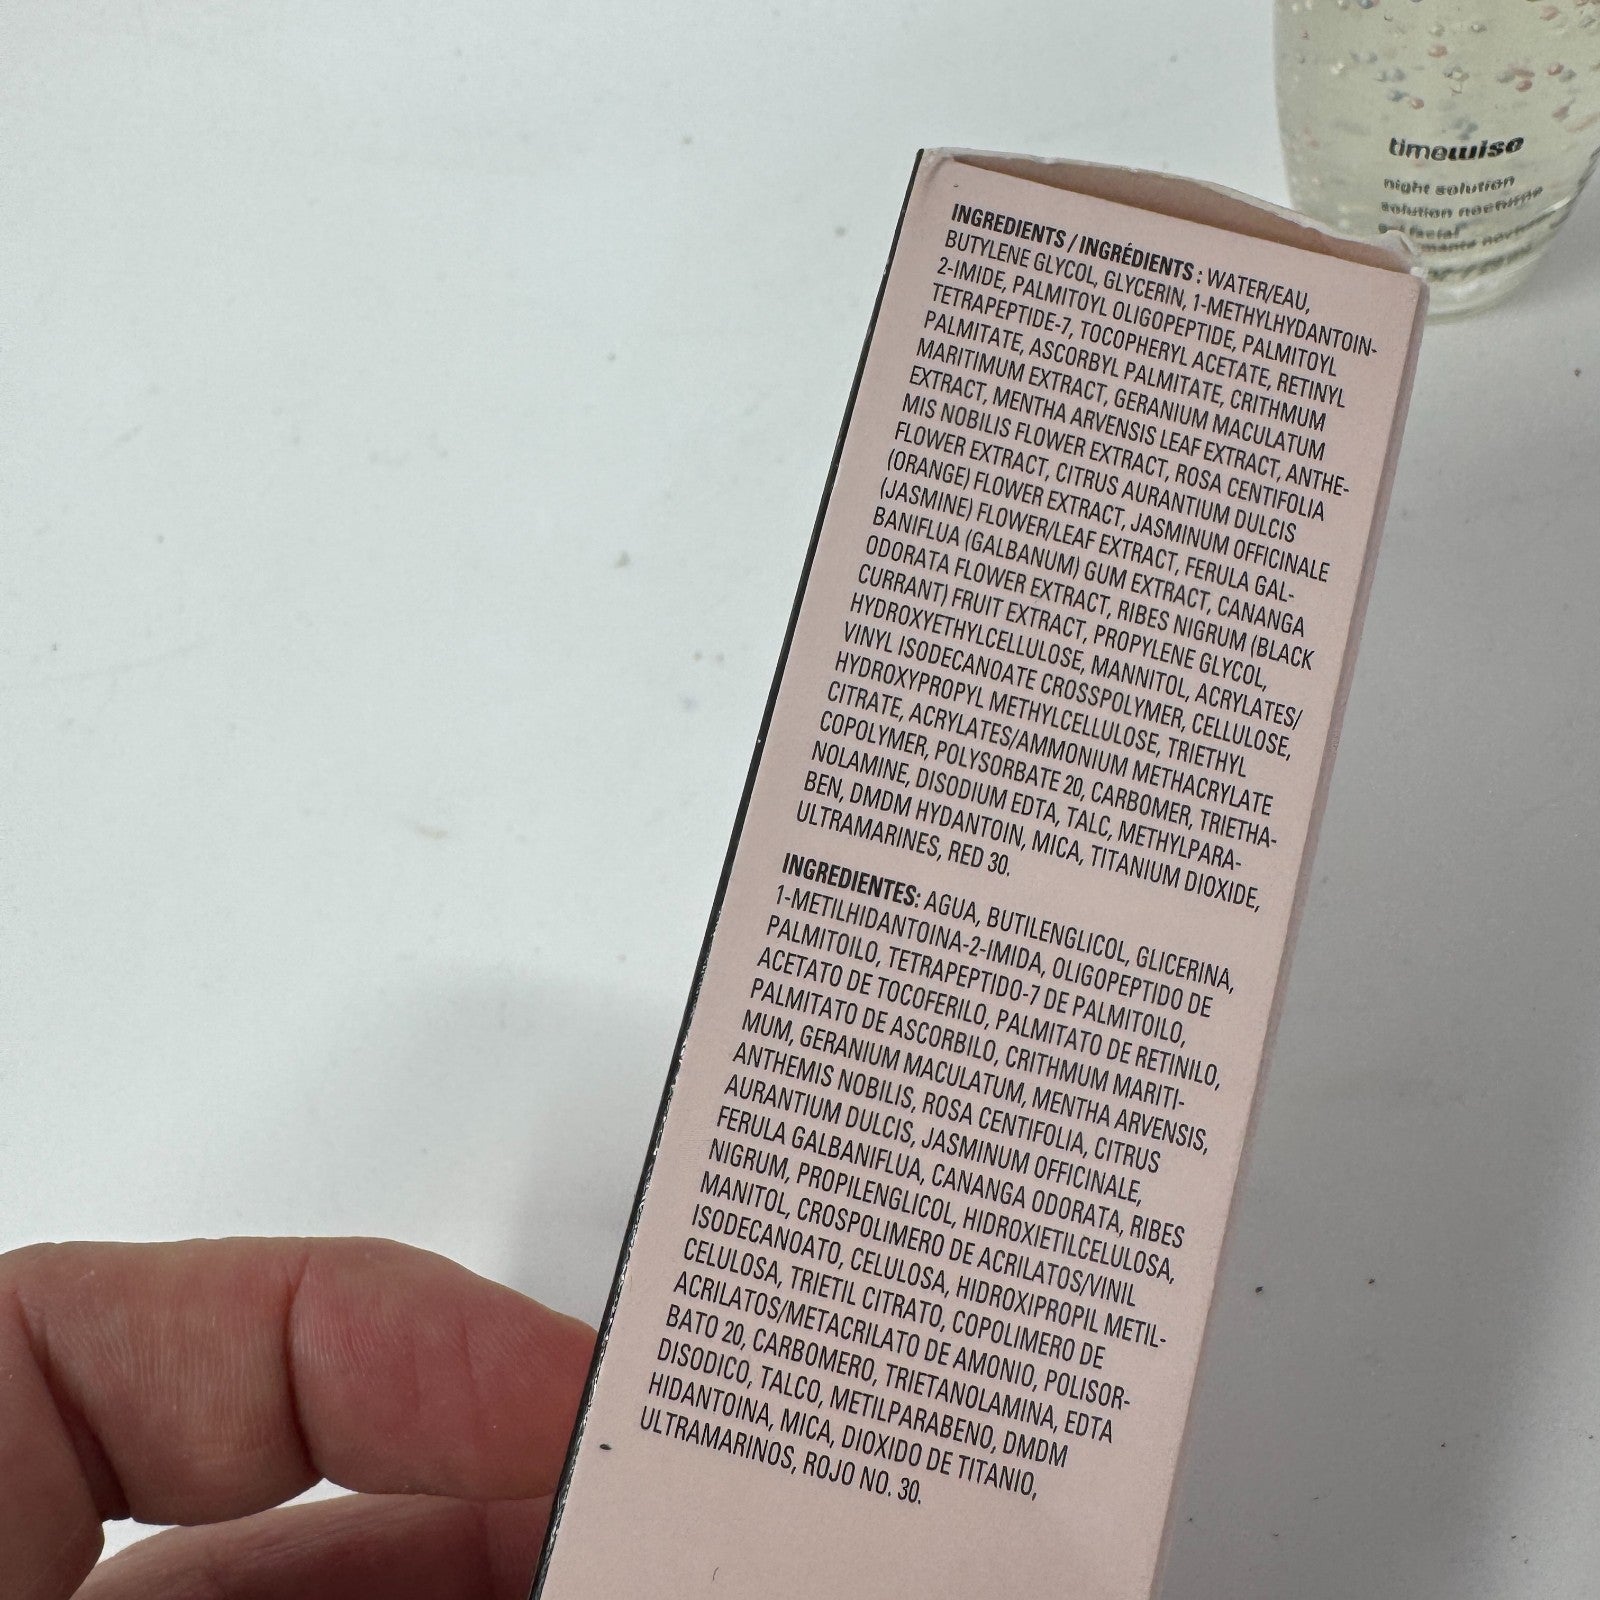 timewise
night solution
solution nocturne
gel facial
INGREDIENTS / INGRÉDIENTS : WATER/EAU,
BUTYLENE GLYCOL, GLYCERIN, 1-METHYLHYDANTOIN-
2-IMIDE, PALMITOYL OLIGOPEPTIDE, PALMITOYL
TETRAPEPTIDE-7, TOCOPHERYL ACETATE, RETINYL
PALMITATE, ASCORBYL PALMITATE, CRITHMUM
MARITIMUM EXTRACT, GERANIUM MACULATUM
EXTRACT, MENTHA ARVENSIS LEAF EXTRACT, ANTHE-
MIS NOBILIS FLOWER EXTRACT, ROSA CENTIFOLIA
FLOWER EXTRACT, CITRUS AURANTIUM DULCIS
(ORANGE) FLOWER EXTRACT, JASMINUM OFFICINALE
(JASMINE) FLOWER/LEAF EXTRACT, FERULA GAL-
BANIFLUA (GALBANUM) GUM EXTRACT, CANANGA
ODORATA FLOWER EXTRACT, RIBES NIGRUM (BLACK
CURRANT) FRUIT EXTRACT, PROPYLENE GLYCOL,
HYDROXYETHYLCELLULOSE, MANNITOL, ACRYLATES/
VINYL ISODECANOATE CROSSPOLYMER, CELLULOSE,
HYDROXYPROPYL METHYLCELLULOSE, TRIETHYL
CITRATE, ACRYLATES/AMMONIUM METHACRYLATE
COPOLYMER, POLYSORBATE 20, CARBOMER, TRIETHA-
NOLAMINE, DISODIUM EDTA, TALC, METHYLPARA-
BEN, DMDM HYDANTOIN, MICA, TITANIUM DIOXIDE,
ULTRAMARINES, RED 30.
INGREDIENTES: AGUA, BUTILENGLICOL, GLICERINA,
1-METILHIDANTOINA-2-IMIDA, OLIGOPEPTIDO DE
PALMITOILO, TETRAPEPTIDO-7 DE PALMITOILO,
ACETATO DE TOCOFERILO, PALMITATO DE RETINILO,
PALMITATO DE ASCORBILO, CRITHMUM MARITI-
MUM, GERANIUM MACULATUM, MENTHA ARVENSIS,
ANTHEMIS NOBILIS, ROSA CENTIFOLIA, CITRUS
AURANTIUM DULCIS, JASMINUM OFFICINALE,
FERULA GALBANIFLUA, CANANGA ODORATA, RIBES
NIGRUM, PROPILENGLICOL, HIDROXIETILCELULOSA,
MANITOL, CROSPOLIMERO DE ACRILATOS/VINIL
ISODECANOATO, CELULOSA, HIDROXIPROPIL METIL-
CELULOSA, TRIETIL CITRATO, COPOLIMERO DE
ACRILATOS/METACRILATO DE AMONIO, POLISOR-
BATO 20, CARBOMERO, TRIETANOLAMINA, EDTA
DISODICO, TALCO, METILPARABENO, DMDM
HIDANTOINA, MICA, DIOXIDO DE TITANIO,
ULTRAMARINOS, ROJO NO. 30.